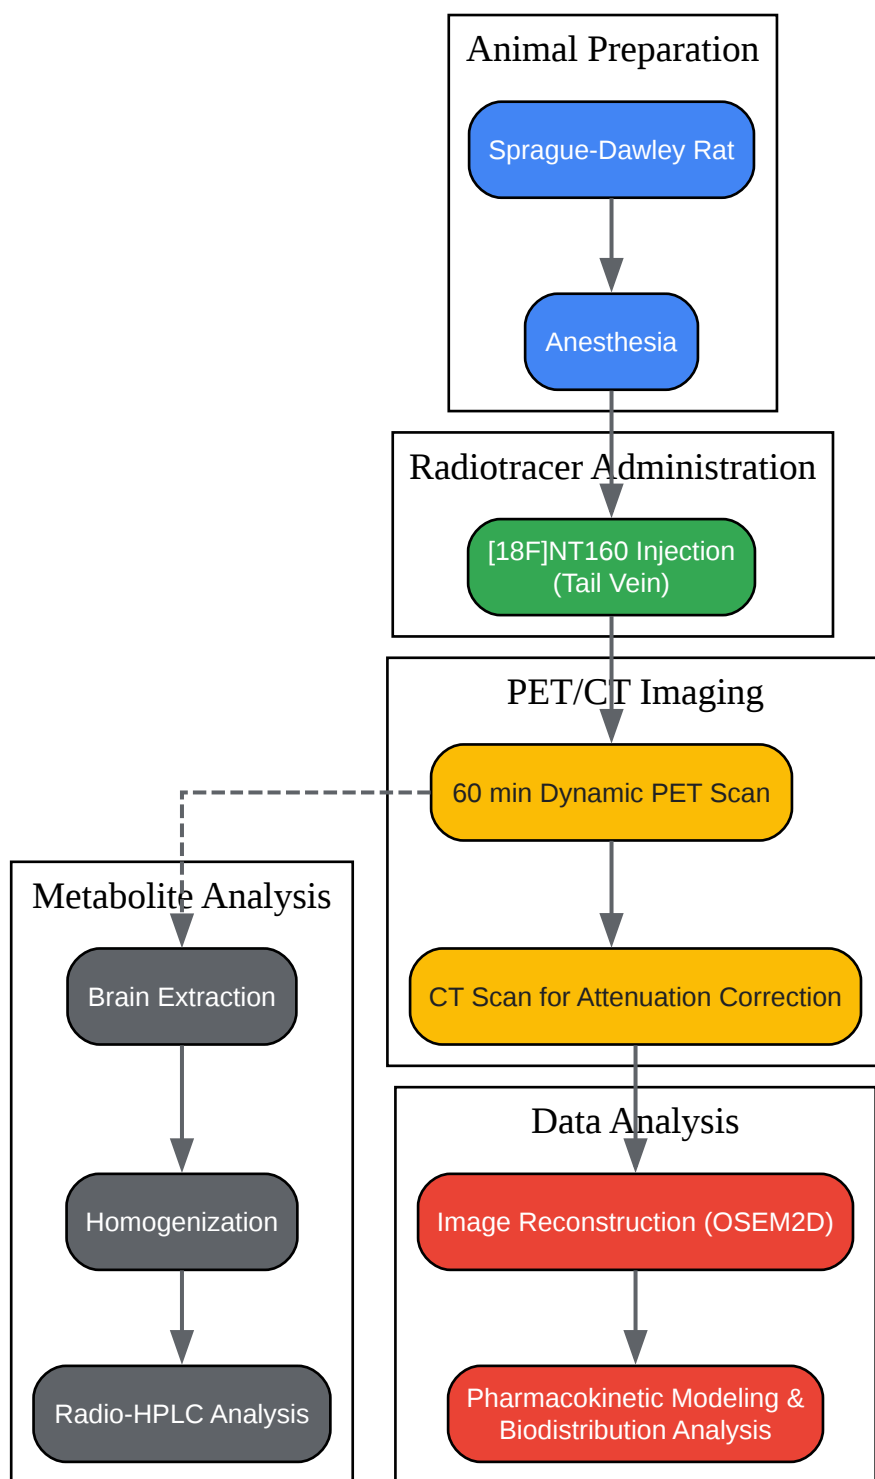 Animal Preparation
Sprague-Dawley Rat
Anesthesia
Radiotracer Administration
[18F]NT160 Injection
(Tail Vein)
PET/CT Imaging
60 min Dynamic PET Scan
CT Scan for Attenuation Correction
Metabolite Analysis
Brain Extraction
Homogenization
Radio-HPLC Analysis
Data Analysis
Image Reconstruction (OSEM2D)
Pharmacokinetic Modeling &
Biodistribution Analysis